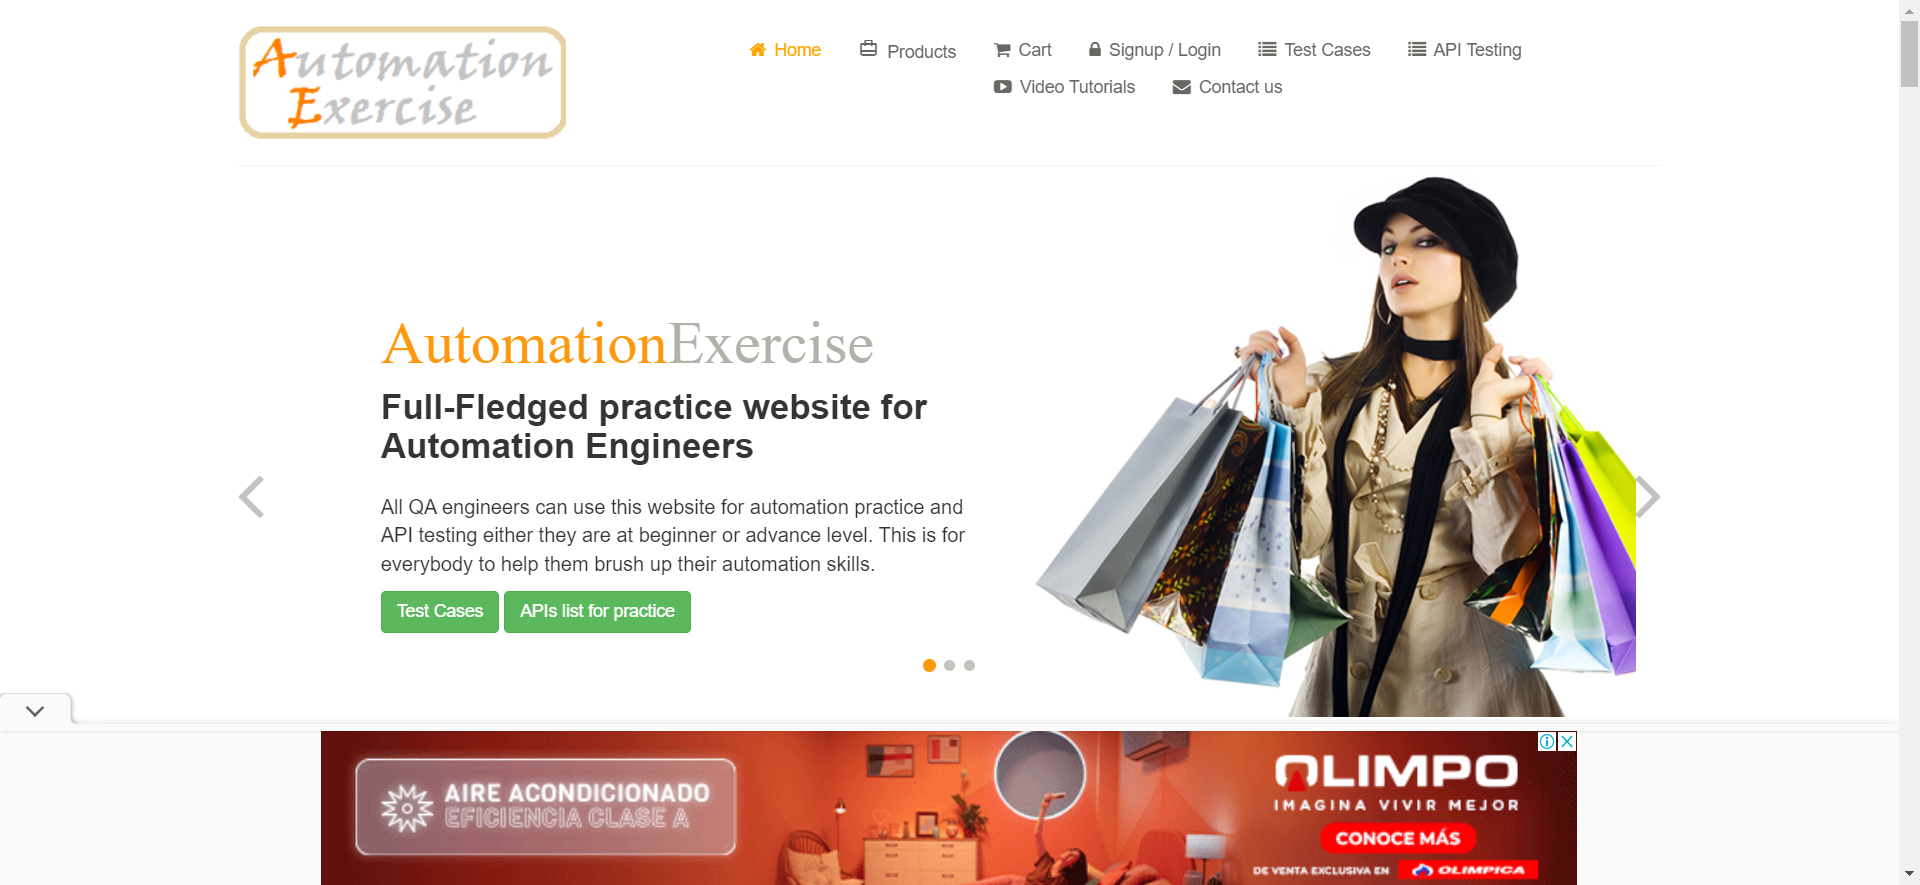 Automation
Exercise
Home
Products
Cart
Signup / Login
Test Cases
API Testing
Video Tutorials
Contact us
AutomationExercise
Full-Fledged practice website for
Automation Engineers
All QA engineers can use this website for automation practice and
API testing either they are at beginner or advance level. This is for
everybody to help them brush up their automation skills.
Test Cases
APIs list for practice
AIRE ACONDICIONADO
EFICIENCIA CLASE A
OLIMPO
IMAGINA VIVIR MEJOR
CONOCE MÁS
DE VENTA EXCLUSIVA EN OLIMPICA